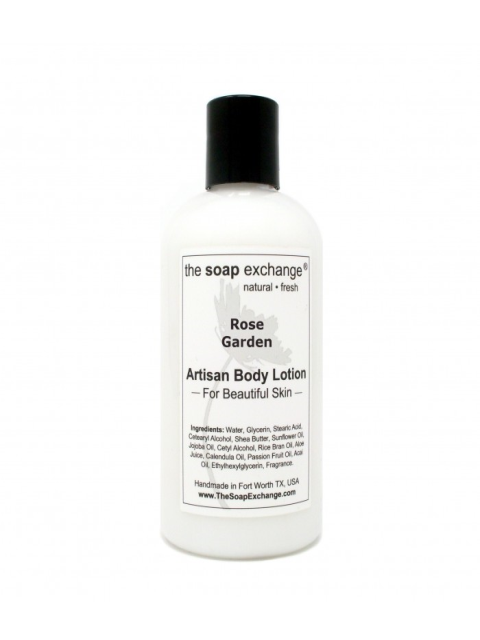 the soap exchange®
natural • fresh
Rose
Garden
Artisan Body Lotion
— For Beautiful Skin —
Ingredients: Water, Glycerin, Stearic Acid,
Cetearyl Alcohol, Shea Butter, Sunflower Oil,
Jojoba Oil, Cetyl Alcohol, Rice Bran Oil, Aloe
Juice, Calendula Oil, Passion Fruit Oil, Acai
Oil, Ethylhexylglycerin, Fragrance.
Handmade in Fort Worth TX, USA
www.TheSoapExchange.com